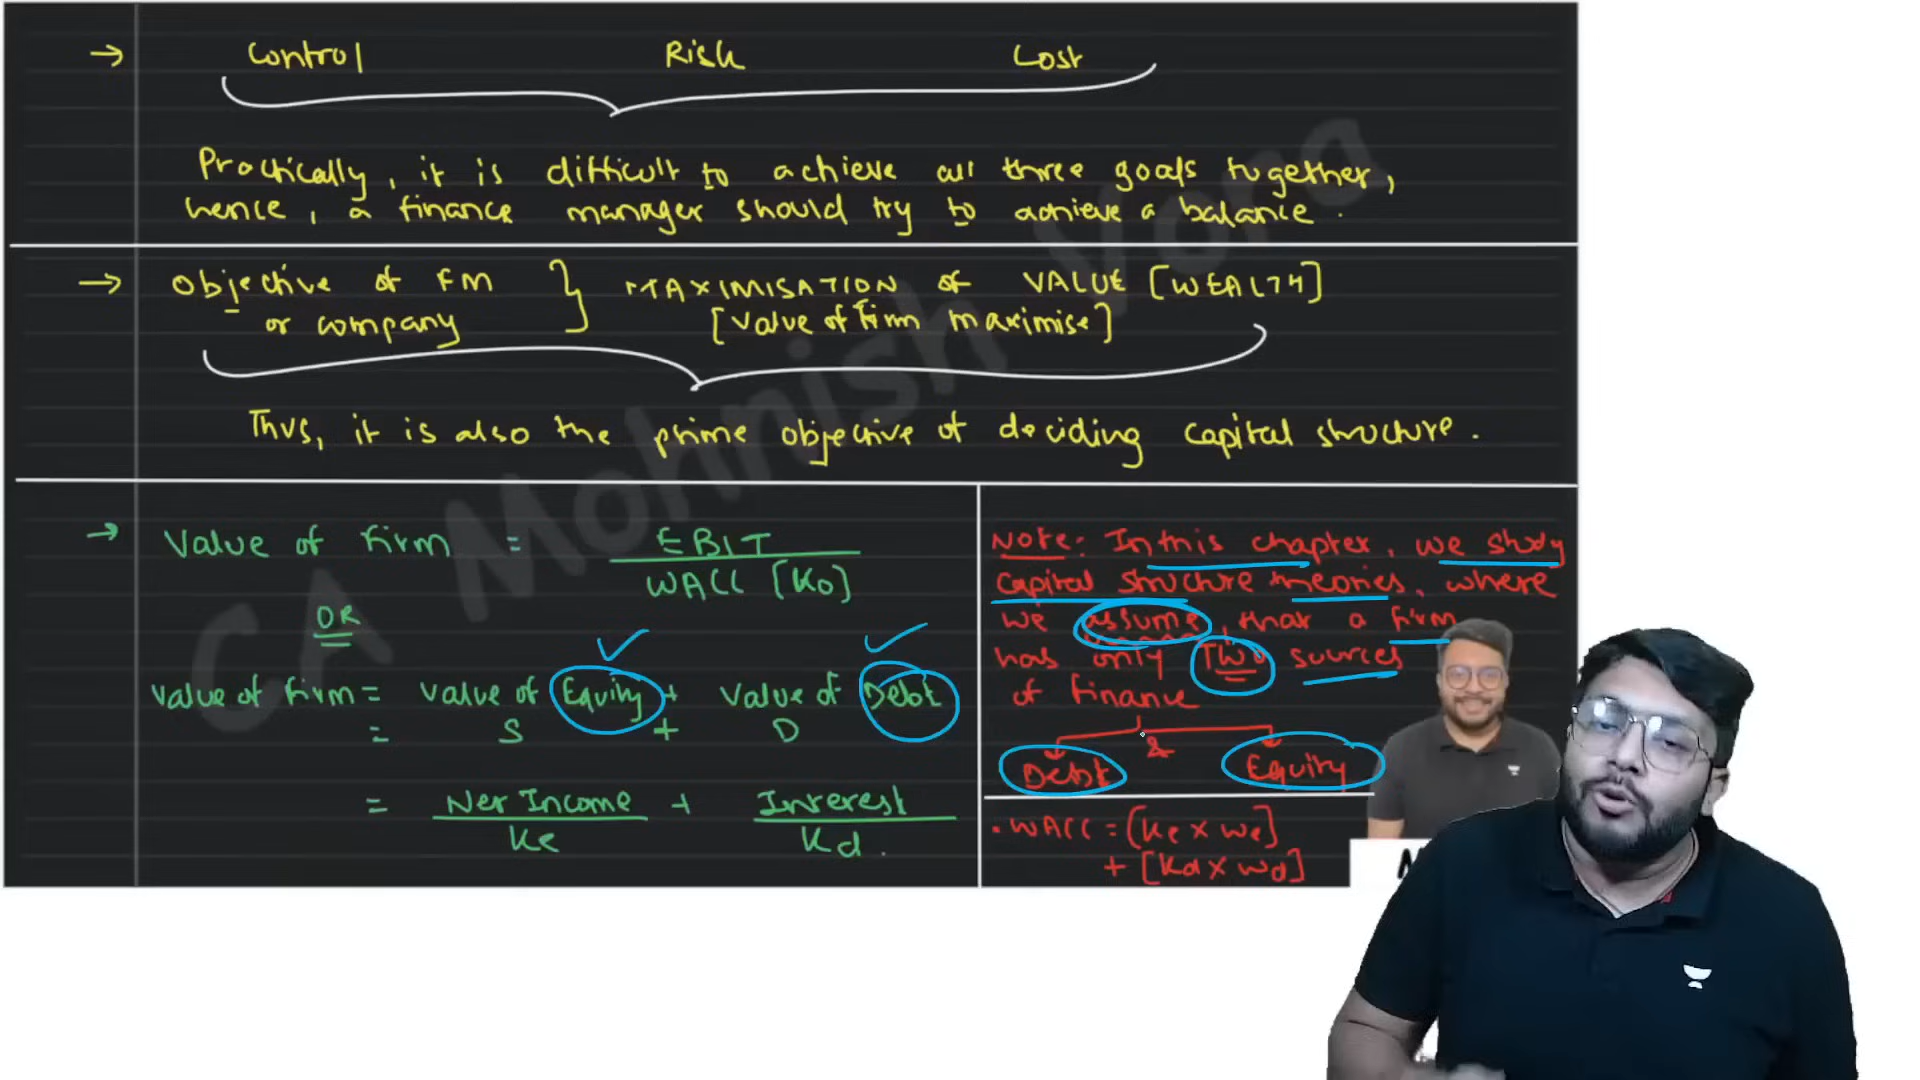 → Control Risk Cost
Practically, it is difficult to achieve all three goals together,
hence, a finance manager should try to achieve a balance.
→ Objective of FM } MAXIMISATION of VALUE [WEALTH]
or company [Value of Firm maximise]
Thus, it is also the prime objective of deciding capital structure.
→ Value of Firm = EBIT
WACC [Ko]
OR
Value of Firm = Value of Equity + Value of Debt
= S + D
= Net Income + Interest
Ke Kd.
NOTE: In this chapter, we study
capital structure theories, where
we assume, that a firm
has only Two sources
of finance
&
Debt Equity
. WACC = [Ke x We]
+ [Kd x Wd]
CA Mohnish Vora